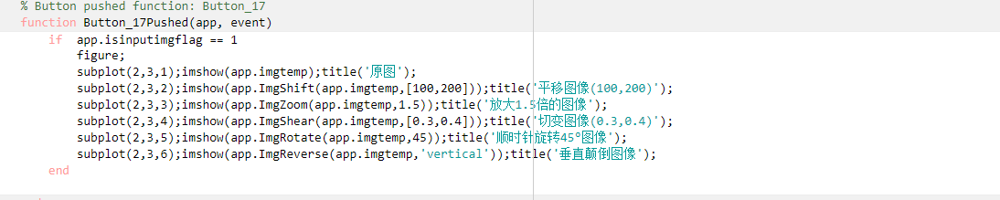 % Button pushed function: Button_17
function Button_17Pushed(app, event)
if app.isinputimgflag == 1
figure;
subplot(2,3,1);imshow(app.imgtemp);title('原图');
subplot(2,3,2);imshow(app.ImgShift(app.imgtemp,[100,200]));title('平移图像(100,200)');
subplot(2,3,3);imshow(app.ImgZoom(app.imgtemp,1.5));title('放大1.5倍的图像');
subplot(2,3,4);imshow(app.ImgShear(app.imgtemp,[0.3,0.4]));title('切变图像(0.3,0.4)');
subplot(2,3,5);imshow(app.ImgRotate(app.imgtemp,45));title('顺时针旋转45°图像');
subplot(2,3,6);imshow(app.ImgReverse(app.imgtemp,'vertical'));title('垂直颠倒图像');
end